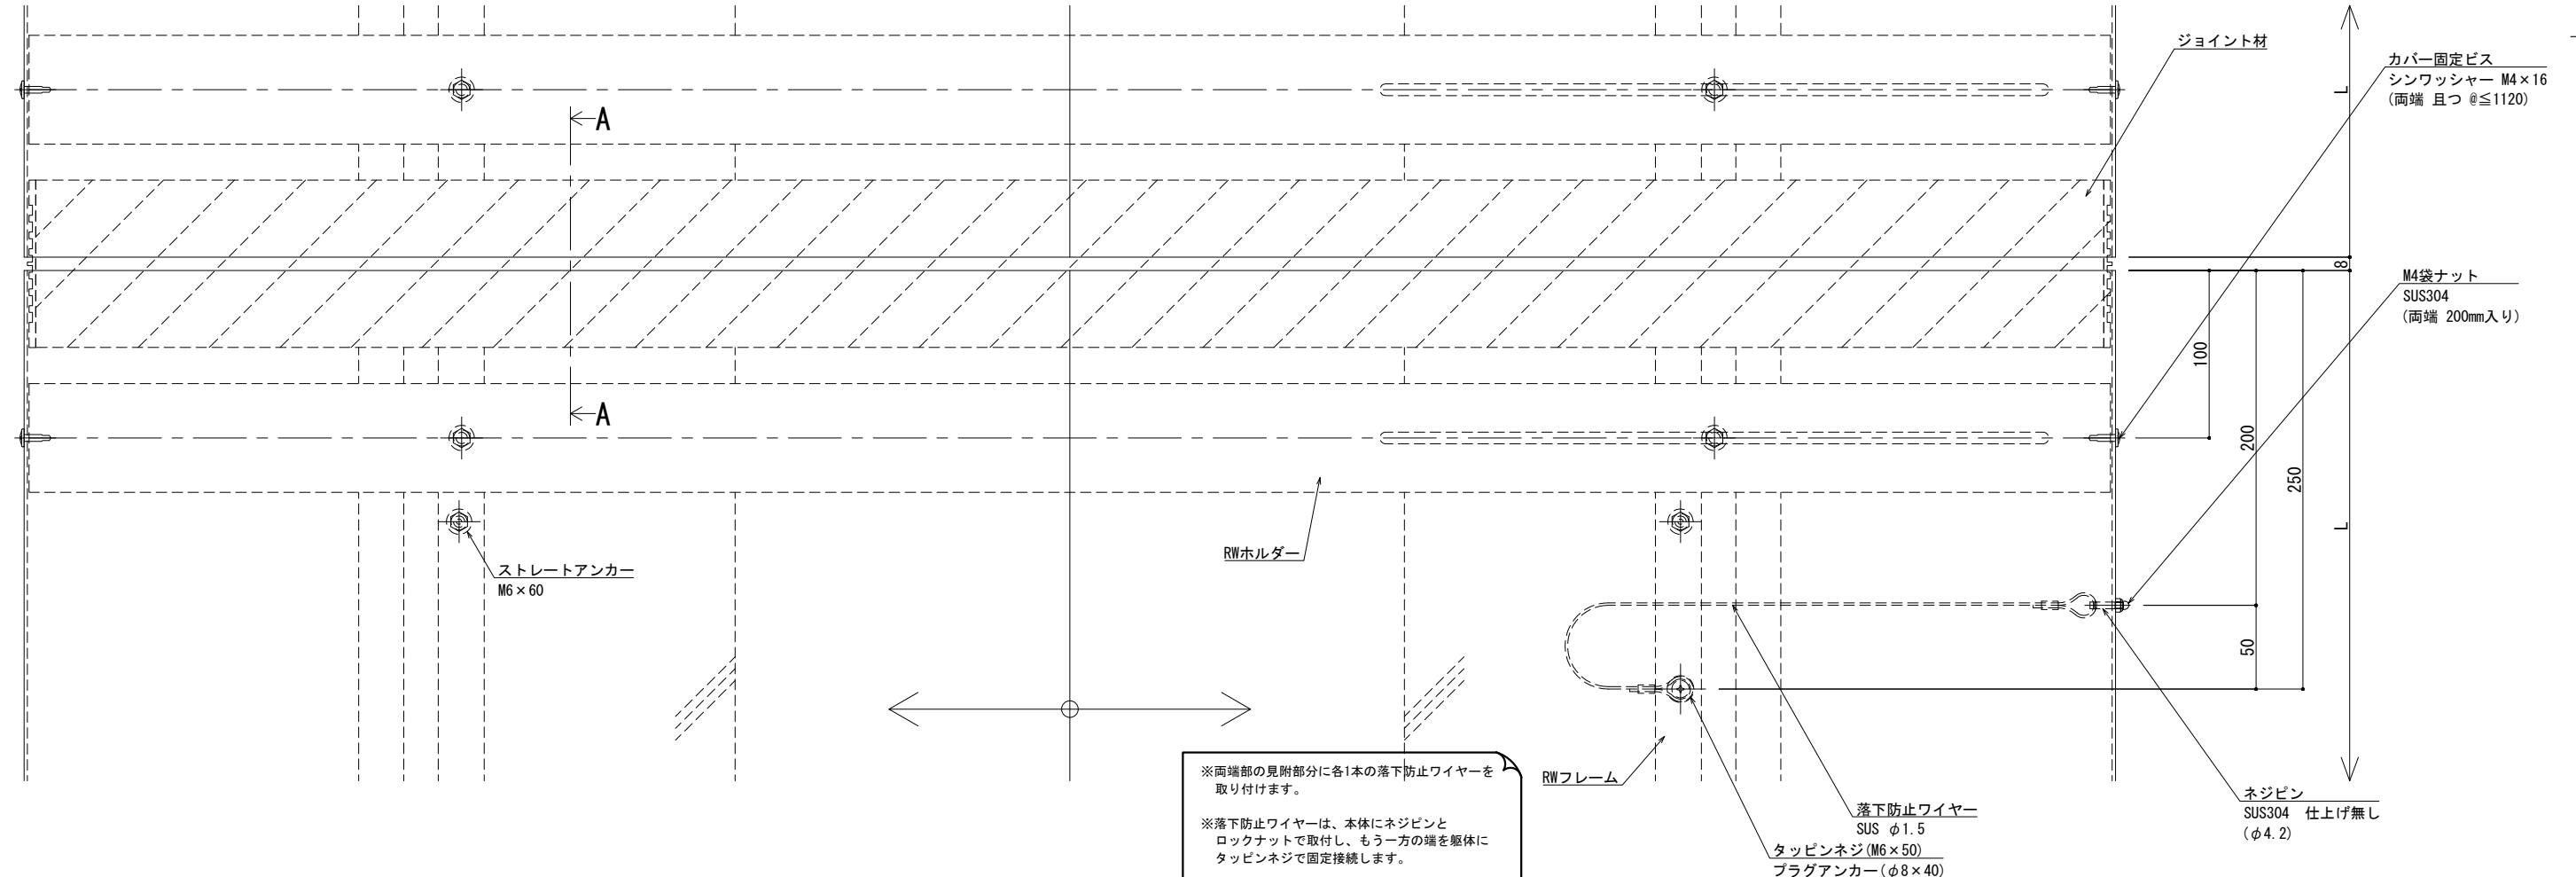 ジョイント材
カバー固定ビス
シンワッシャー M4×16
(両端 且つ @≦1120)
L
A
8
M4袋ナット
SUS304
(両端 200mm入り)
100
A
200
250
L
RWホルダー
ストレートアンカー
M6×60
50
※両端部の見附部分に各1本の落下防止ワイヤーを
取り付けます。
※落下防止ワイヤーは、本体にネジピンと
ロックナットで取付し、もう一方の端を躯体に
タッピンネジで固定接続します。
RWフレーム
落下防止ワイヤー
SUS φ1.5
タッピンネジ(M6×50)
プラグアンカー(φ8×40)
ネジピン
SUS304 仕上げ無し
(φ4.2)